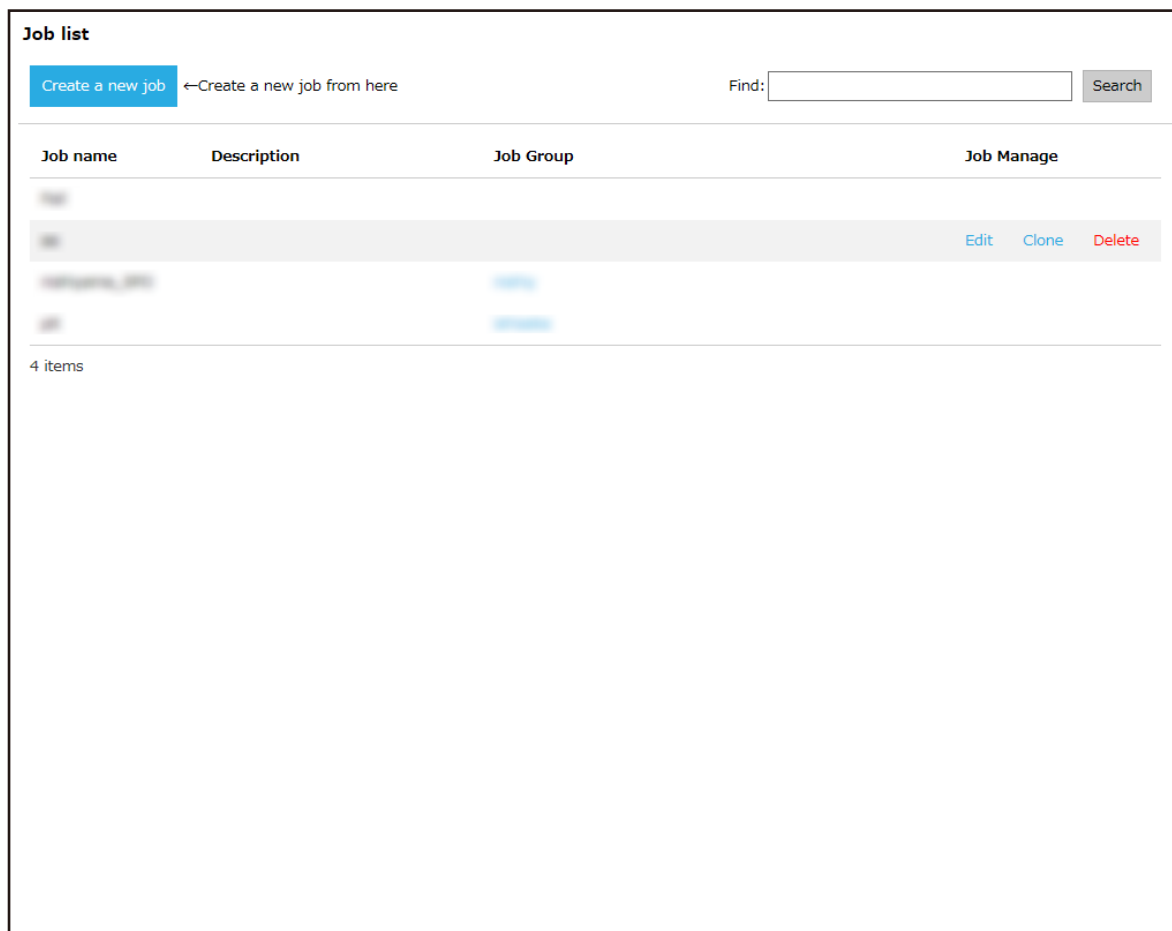 Job list
Create a new job ←Create a new job from here Find: Search
Job name Description Job Group Job Manage
Edit Clone Delete
4 items